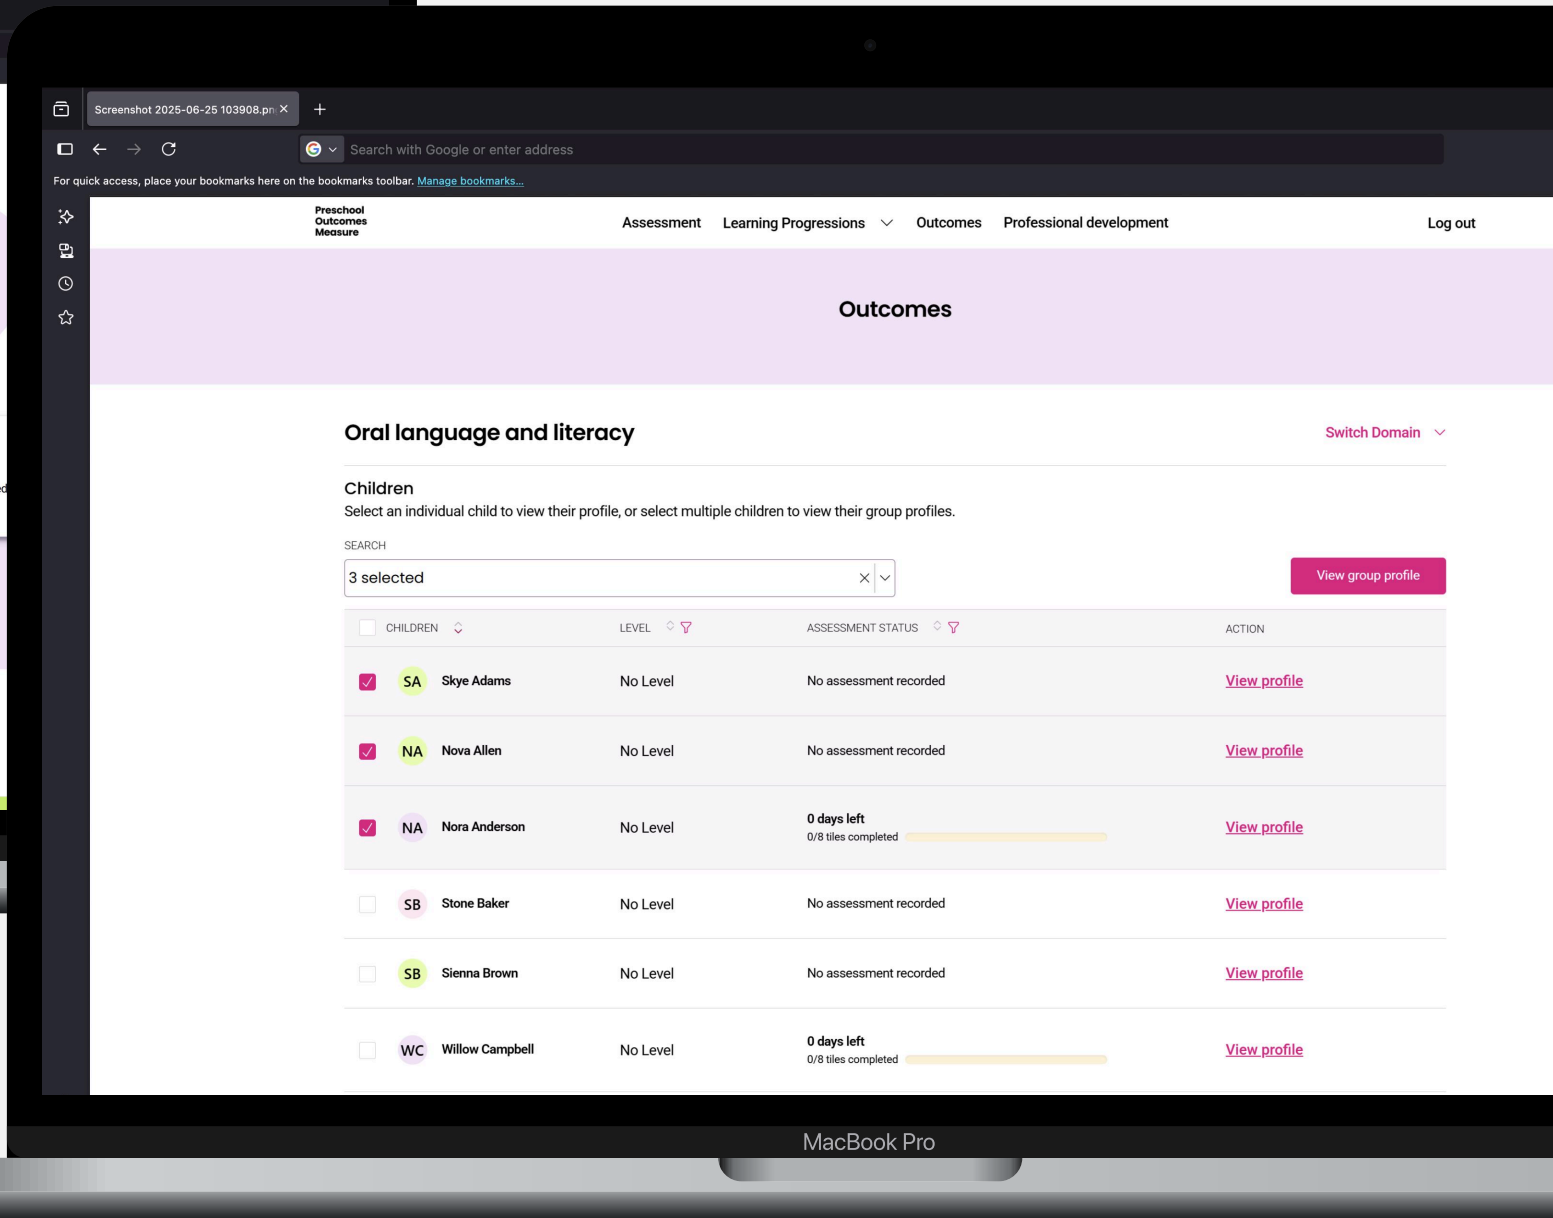 Screenshot 2025-06-25 103908.pn
Search with Google or enter address
For quick access, place your bookmarks here on the bookmarks toolbar. Manage bookmarks...
Preschool
Outcomes
Measure
Assessment Learning Progressions Outcomes Professional development Log out
Outcomes
Oral language and literacy Switch Domain
Children
Select an individual child to view their profile, or select multiple children to view their group profiles.
SEARCH
3 selected View group profile
CHILDREN LEVEL ASSESSMENT STATUS ACTION
SA Skye Adams No Level No assessment recorded View profile
NA Nova Allen No Level No assessment recorded View profile
NA Nora Anderson No Level 0 days left View profile
0/8 tiles completed
SB Stone Baker No Level No assessment recorded View profile
SB Sienna Brown No Level No assessment recorded View profile
WC Willow Campbell No Level 0 days left View profile
0/8 tiles completed
MacBook Pro